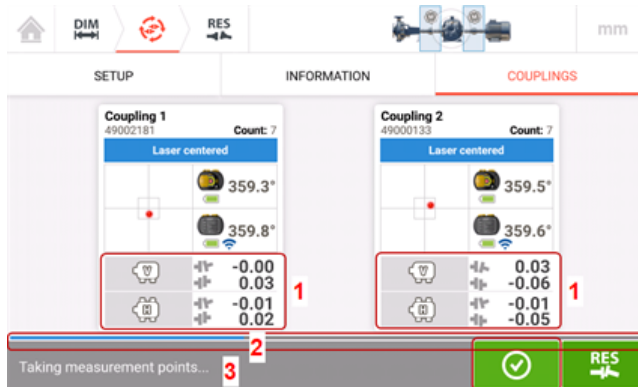 DIM
RES
mm
SETUP
INFORMATION
COUPLINGS
Coupling 1
49002181
Count: 7
Laser centered
359.3°
359.8°
V
-0.00
0.03
H
-0.01
0.02
1
Coupling 2
49000133
Count: 7
Laser centered
359.5°
359.6°
V
0.03
-0.06
H
-0.01
-0.05
1
2
Taking measurement points...
3
RES